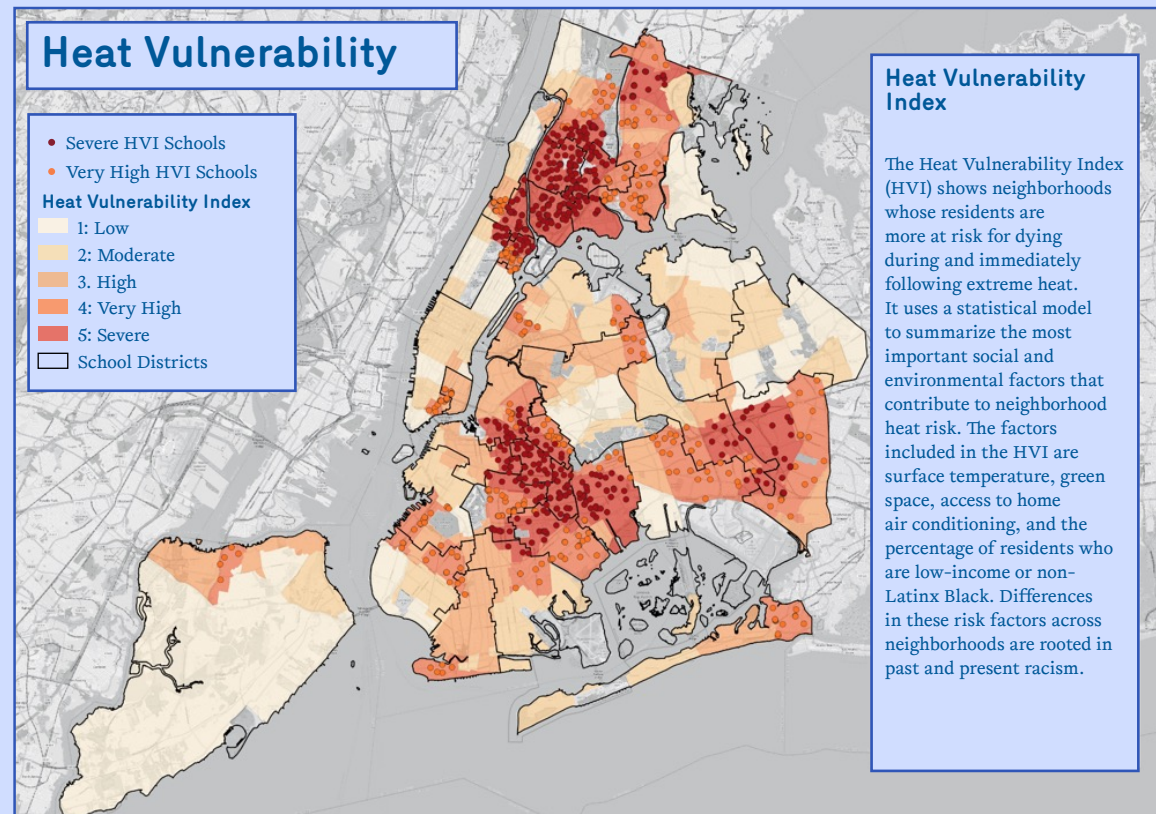 Heat Vulnerability
Severe HVI Schools
Very High HVI Schools
Heat Vulnerability Index
1: Low
2: Moderate
3. High
4: Very High
5: Severe
School Districts
Heat Vulnerability
Index
The Heat Vulnerability Index
(HVI) shows neighborhoods
whose residents are
more at risk for dying
during and immediately
following extreme heat.
It uses a statistical model
to summarize the most
important social and
environmental factors that
contribute to neighborhood
heat risk. The factors
included in the HVI are
surface temperature, green
space, access to home
air conditioning, and the
percentage of residents who
are low-income or non-
Latinx Black. Differences
in these risk factors across
neighborhoods are rooted in
past and present racism.